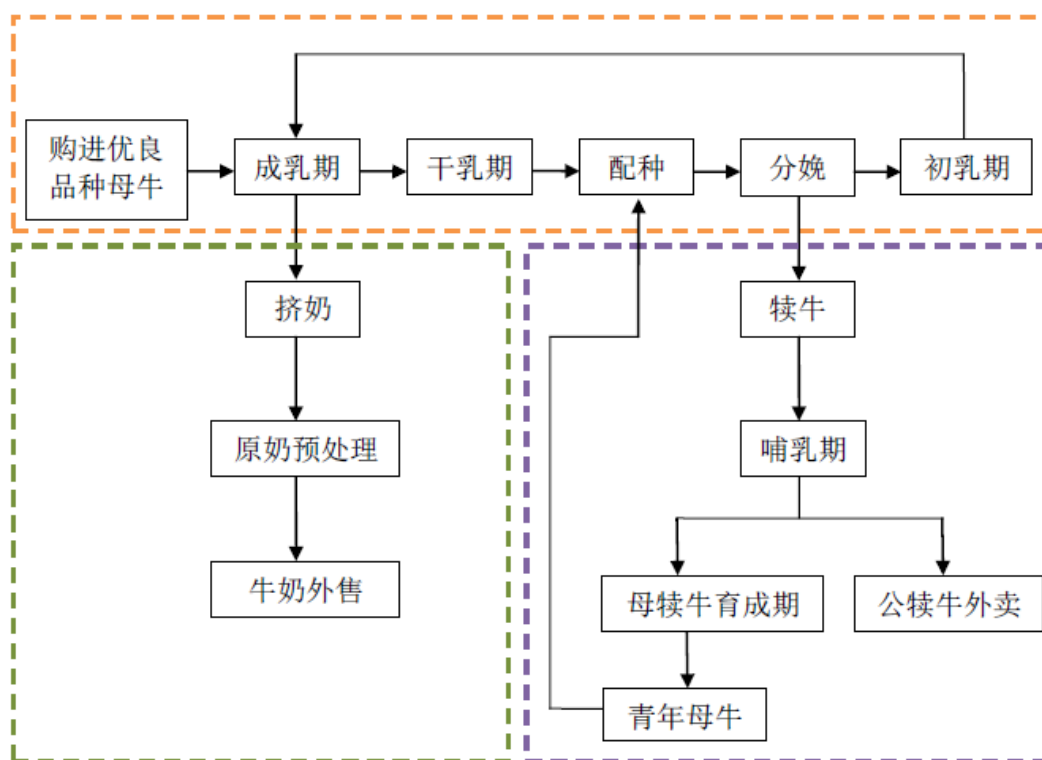 购进优良
品种母牛
成乳期
干乳期
配种
分娩
初乳期
挤奶
犊牛
原奶预处理
哺乳期
牛奶外售
母犊牛育成期
公犊牛外卖
青年母牛